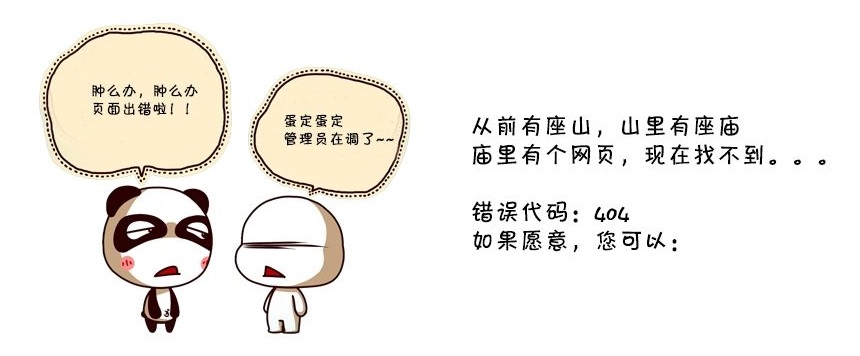 肿么办，肿么办
页面出错啦！！
蛋定蛋定
管理员在调了~~
从前有座山，山里有座庙
庙里有个网页，现在找不到。。。
错误代码：404
如果愿意，您可以：